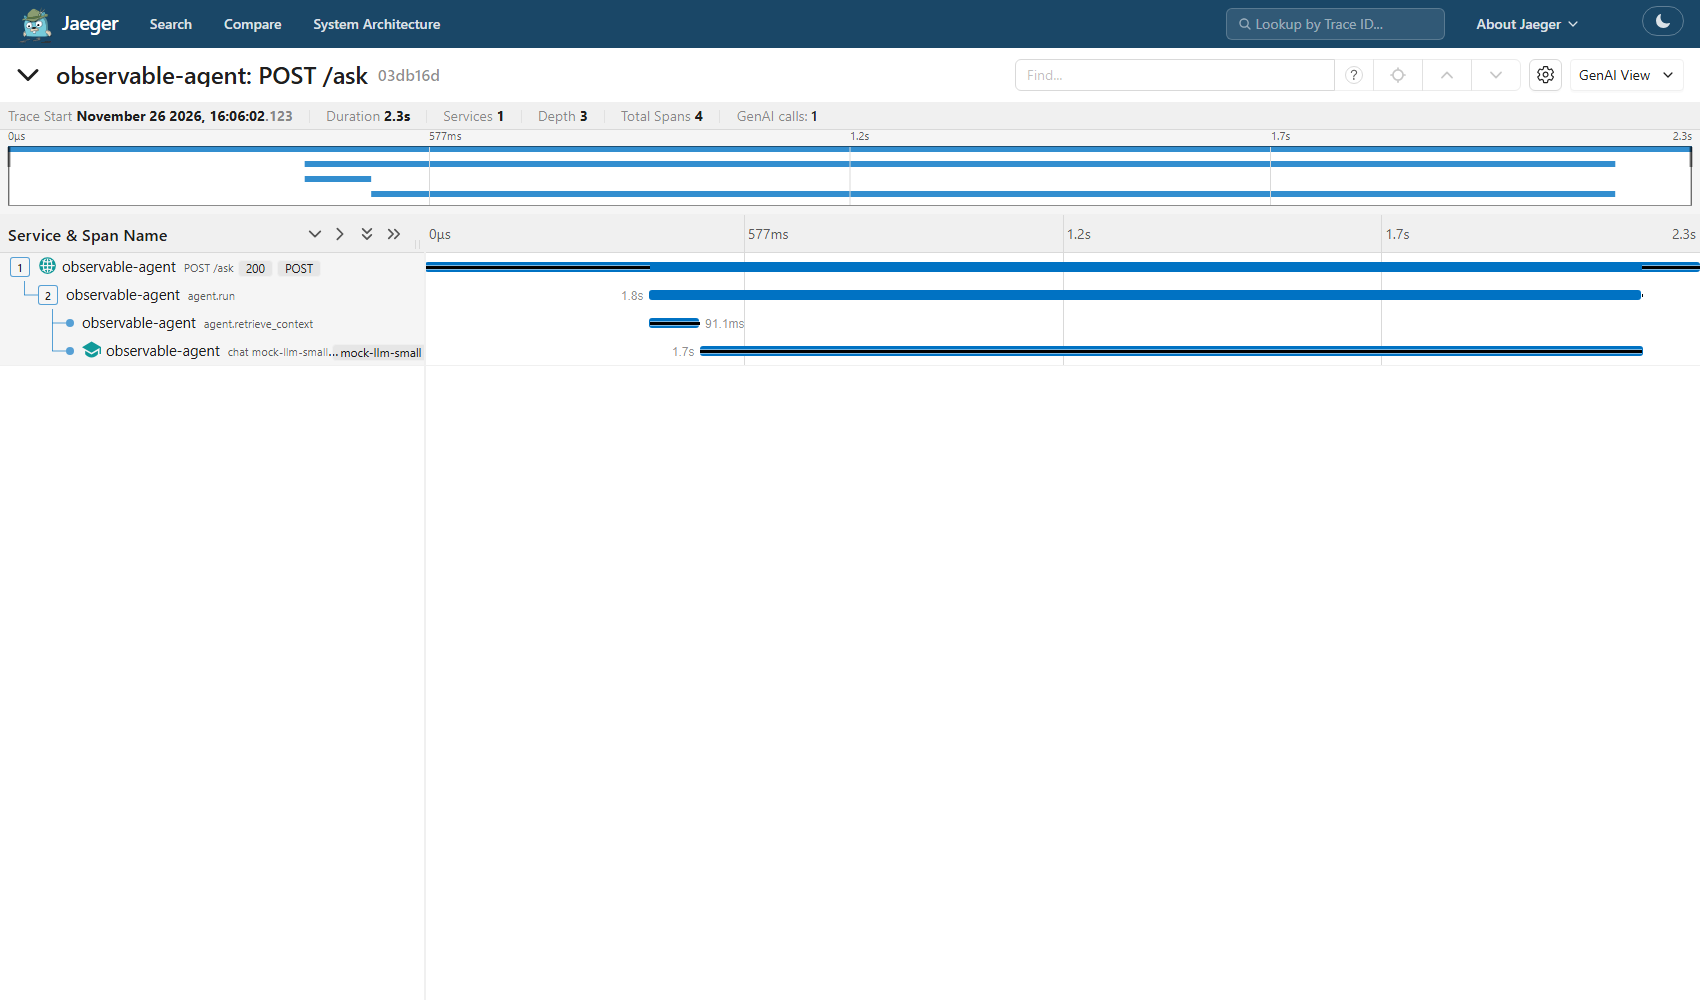 Jaeger Search Compare System Architecture Lookup by Trace ID... About Jaeger
observable-agent: POST /ask 03db16d Find... ? GenAI View
Trace Start November 26 2026, 16:06:02.123 Duration 2.3s Services 1 Depth 3 Total Spans 4 GenAI calls: 1
0μs 577ms 1.2s 1.7s 2.3s
Service & Span Name 0μs 577ms 1.2s 1.7s 2.3s
1 observable-agent POST /ask 200 POST
2 observable-agent agent.run 1.8s
observable-agent agent.retrieve_context 91.1ms
observable-agent chat mock-llm-small... mock-llm-small 1.7s